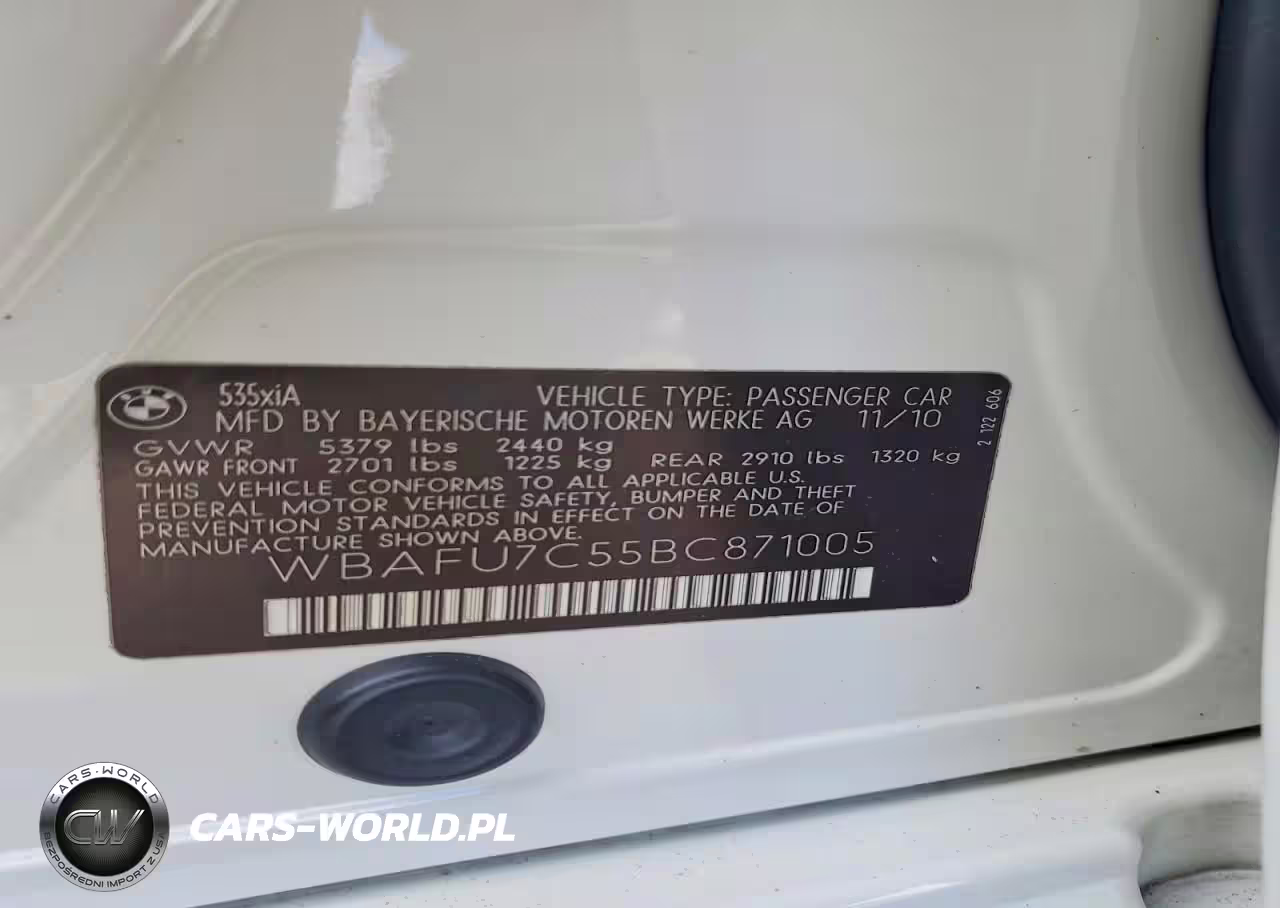 535xiA VEHICLE TYPE: PASSENGER CAR
MFD BY BAYERISCHE MOTOREN WERKE AG 11/10
GVWR 5379 lbs 2440 kg
GAWR FRONT 2701 lbs 1225 kg REAR 2910 lbs 1320 kg
THIS VEHICLE CONFORMS TO ALL APPLICABLE U.S.
FEDERAL MOTOR VEHICLE SAFETY, BUMPER AND THEFT
PREVENTION STANDARDS IN EFFECT ON THE DATE OF
MANUFACTURE SHOWN ABOVE.
WBAFU7C55BC871005
2 122 606
CARS-WORLD
CW
BEZPOŚREDNI IMPORT Z USA
CARS-WORLD.PL